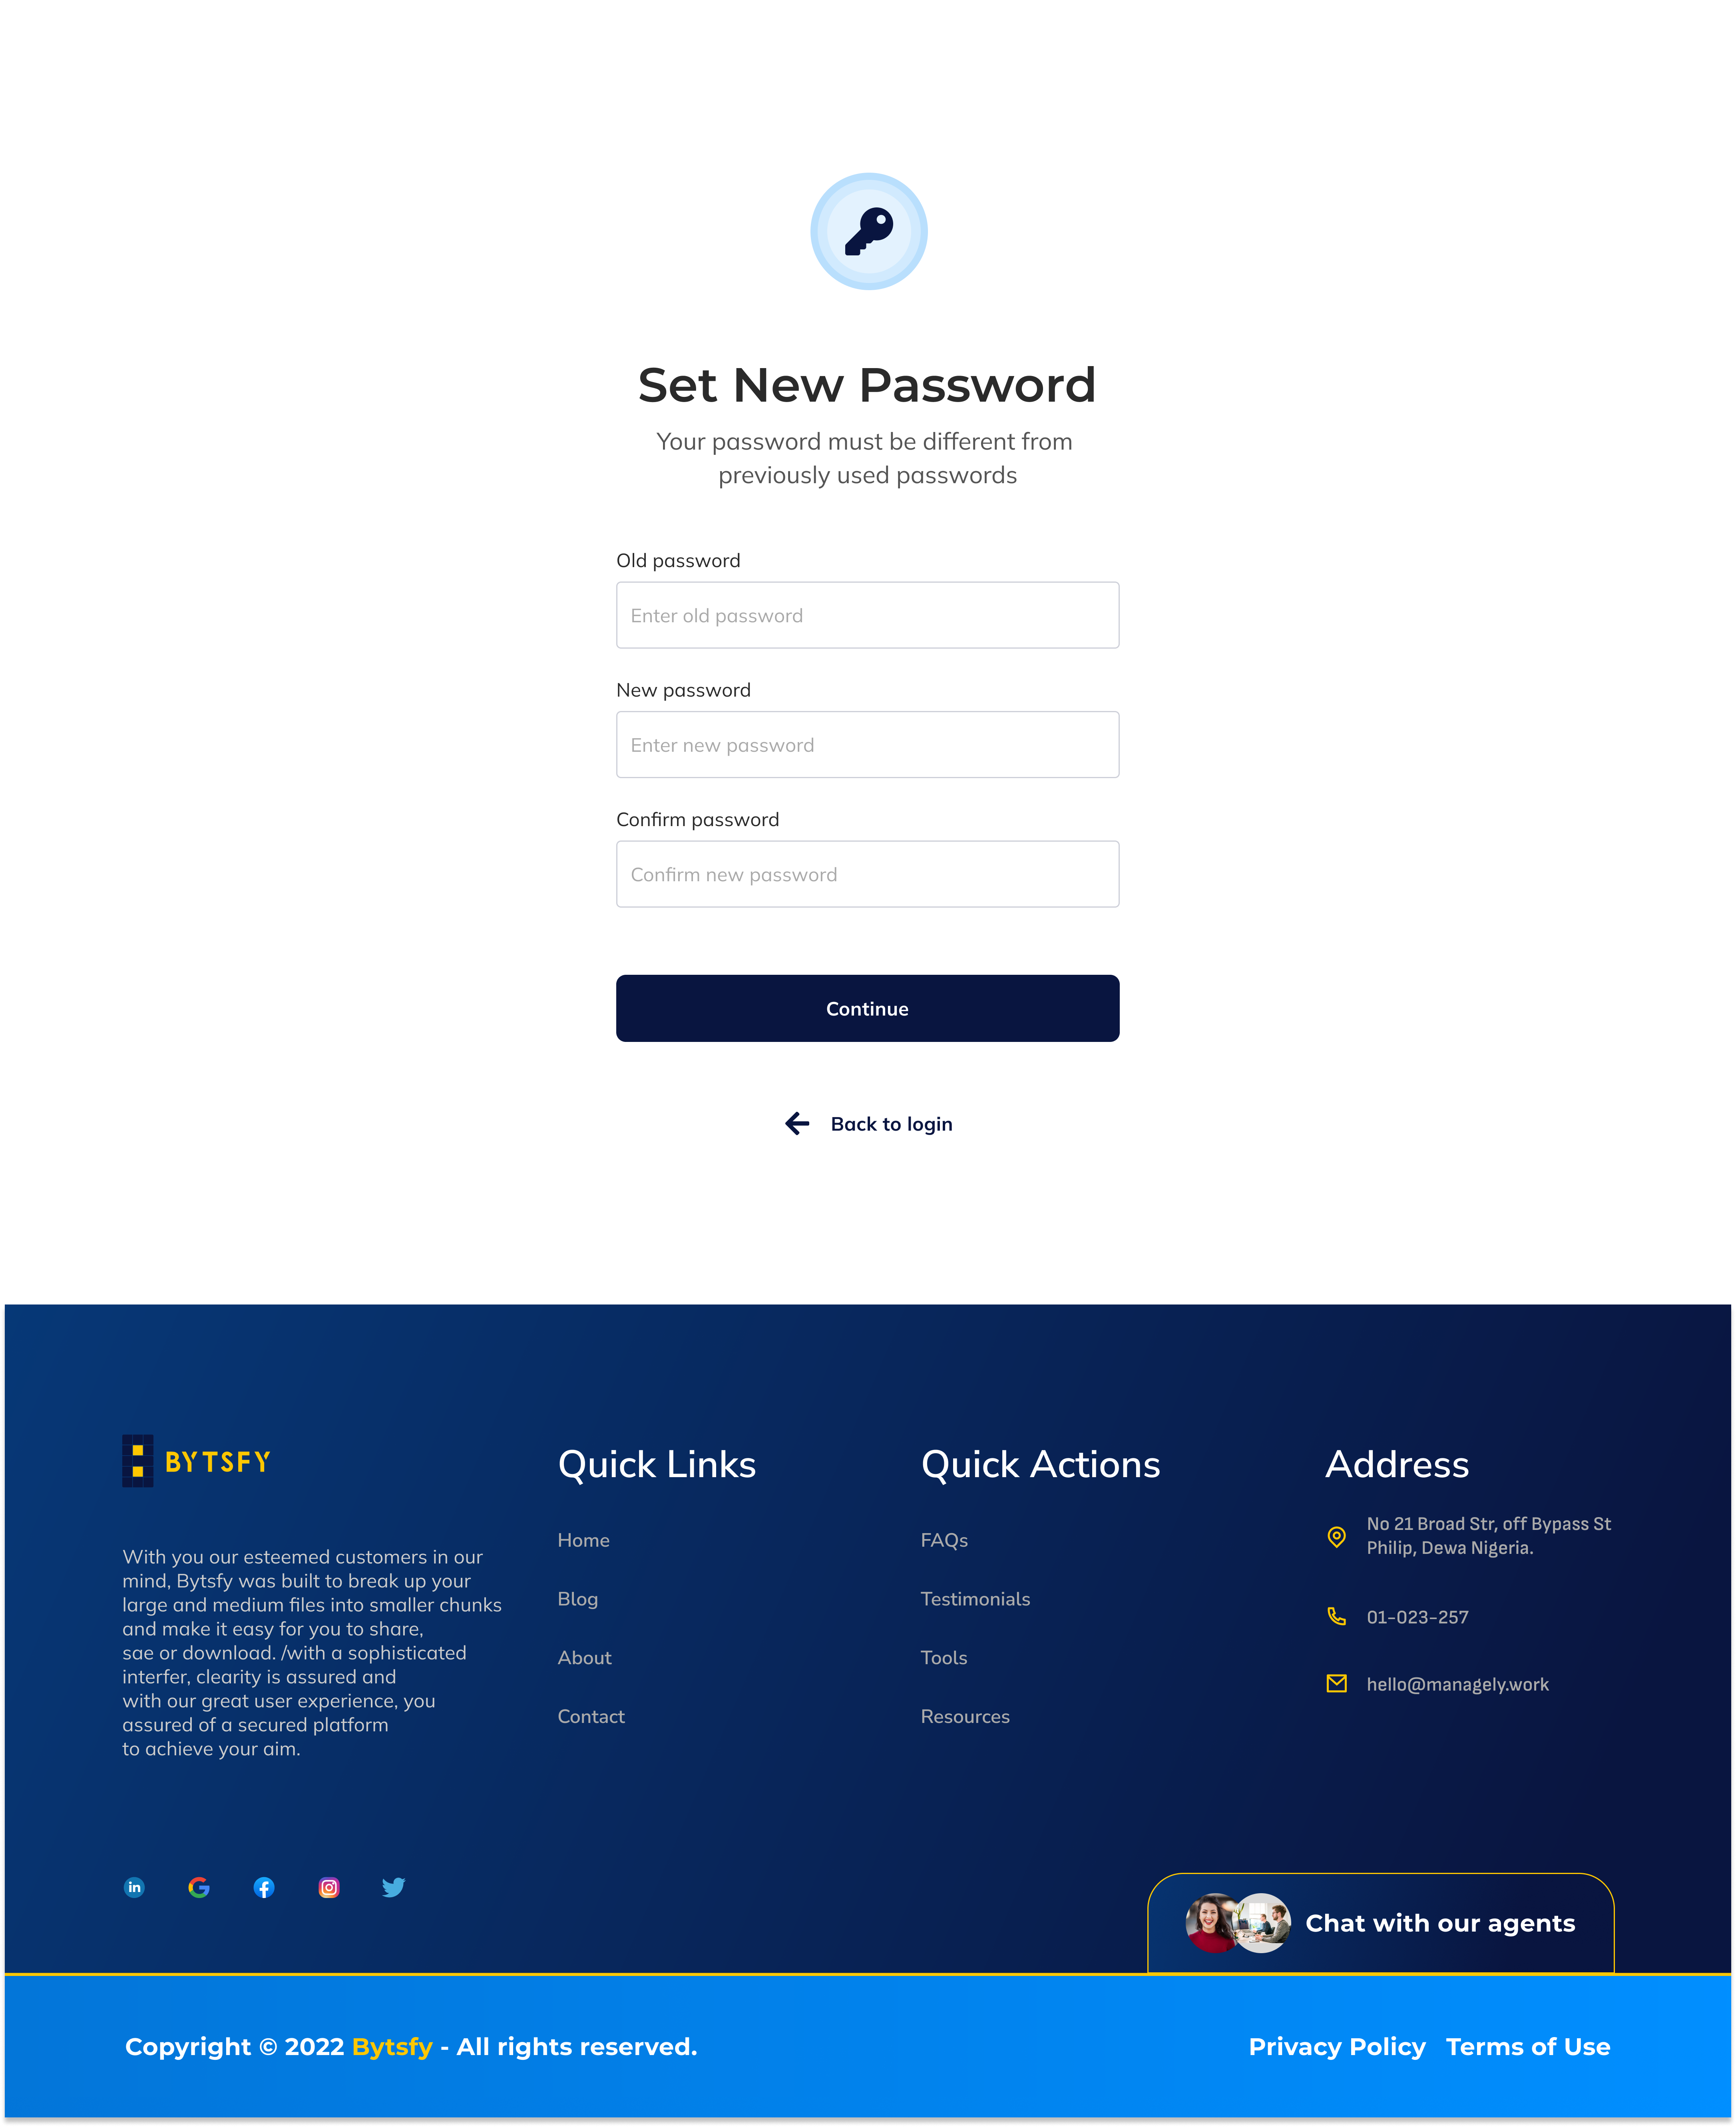 Set New Password
Your password must be different from
previously used passwords
Old password
Enter old password
New password
Enter new password
Confirm password
Confirm new password
Continue
Back to login
BYTSFY
With you our esteemed customers in our
mind, Bytsfy was built to break up your
large and medium files into smaller chunks
and make it easy for you to share,
sae or download. /with a sophisticated
interfer, clearity is assured and
with our great user experience, you
assured of a secured platform
to achieve your aim.
Quick Links
Home
Blog
About
Contact
Quick Actions
FAQs
Testimonials
Tools
Resources
Address
No 21 Broad Str, off Bypass St
Philip, Dewa Nigeria.
01-023-257
hello@managely.work
Chat with our agents
Copyright © 2022 Bytsfy - All rights reserved.
Privacy Policy Terms of Use